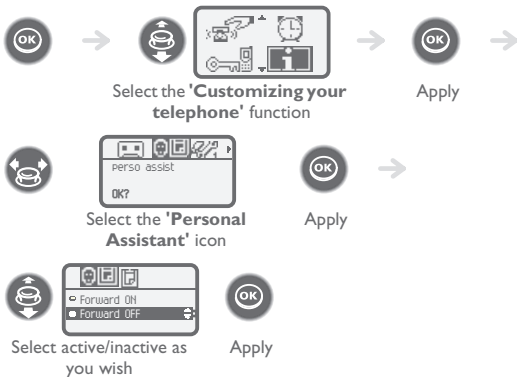 OK
OK
Select the 'Customizing your
telephone' function
Apply
perso assist
OK?
OK
Select the 'Personal
Assistant' icon
Apply
Forward ON
Forward OFF
OK
Select active/inactive as
you wish
Apply